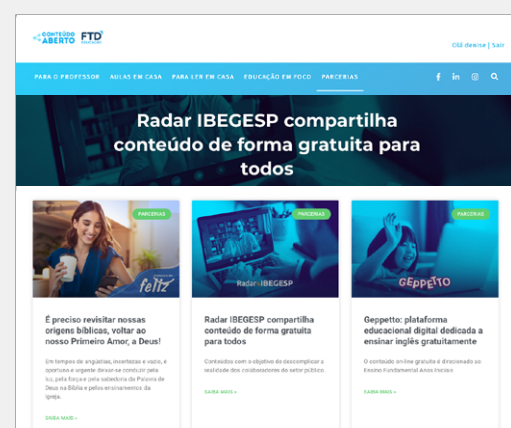 CONTEÚDO ABERTO
FTD
EDUCAÇÃO
Olá denise | Sair
PARA O PROFESSOR AULAS EM CASA PARA LER EM CASA EDUCAÇÃO EM FOCO PARCERIAS
Radar IBEGESP compartilha
conteúdo de forma gratuita para
todos
PARCERIAS
feliz
É preciso revisitar nossas
origens bíblicas, voltar ao
nosso Primeiro Amor, a Deus!
Em tempos de angústias, incertezas e vazio, é
oportuno e urgente deixar-se conduzir pela
luz, pela força e pela sabedoria da Palavra de
Deus na Bíblia e pelos ensinamentos da
Igreja.
SAIBA MAIS »
PARCERIAS
Radar IBEGESP
Radar IBEGESP compartilha
conteúdo de forma gratuita
para todos
Conteúdos com o objetivo de descomplicar a
realidade dos colaboradores do setor público.
SAIBA MAIS »
PARCERIAS
GEPPETTO
Geppetto: plataforma
educacional digital dedicada a
ensinar inglês gratuitamente
O conteúdo on-line gratuito é direcionado ao
Ensino Fundamental Anos Iniciais
SAIBA MAIS »